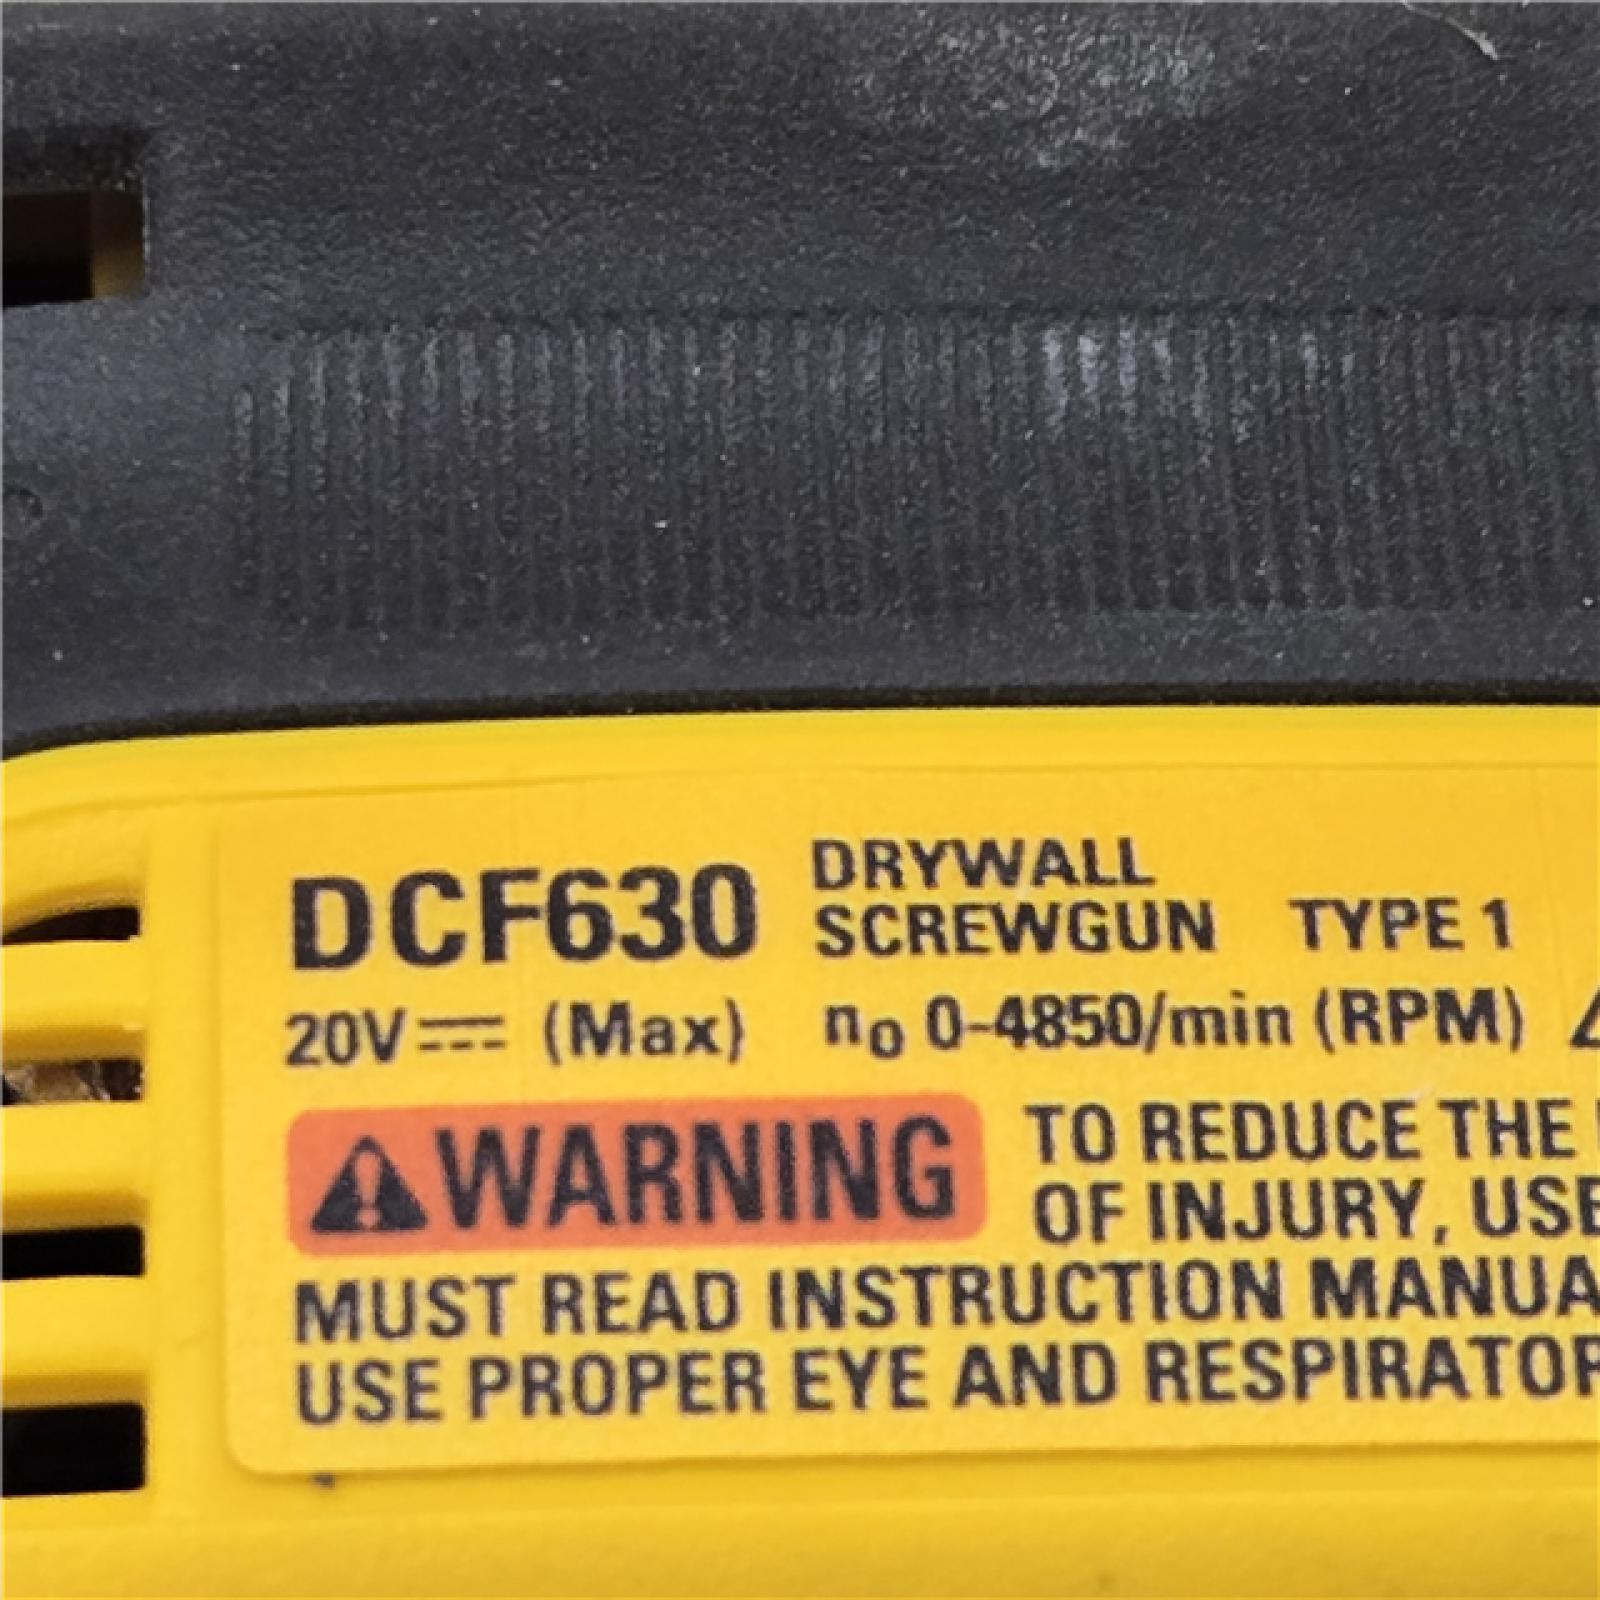 DCF630 DRYWALL SCREWGUN TYPE 1
20V⎓ (Max) no 0-4850/min (RPM)
⚠WARNING TO REDUCE THE
OF INJURY, USE
MUST READ INSTRUCTION MANUA
USE PROPER EYE AND RESPIRATOR